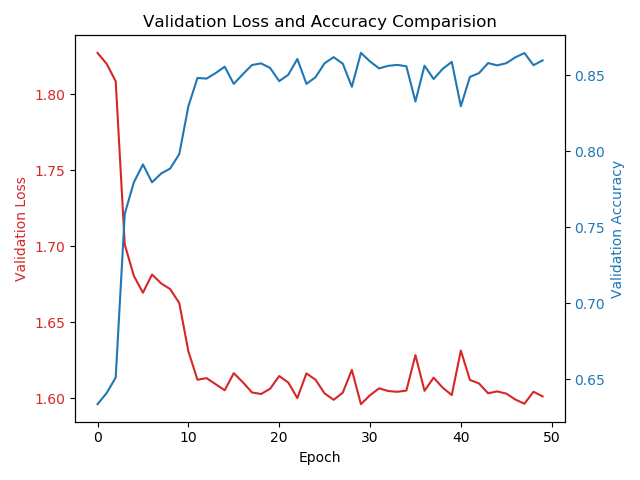 Validation Loss and Accuracy Comparision
Validation Loss
1.80
1.75
1.70
1.65
1.60
0.85
0.80
0.75
0.70
0.65
Validation Accuracy
0 10 20 30 40 50
Epoch